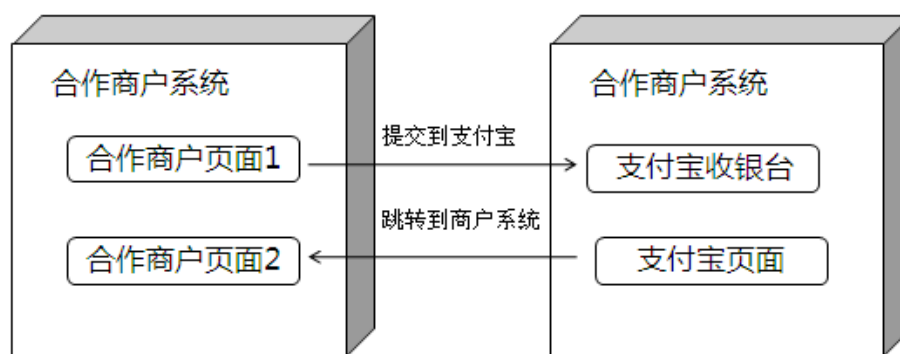 合作商户系统
合作商户系统
提交到支付宝
合作商户页面1
支付宝收银台
跳转到商户系统
合作商户页面2
支付宝页面